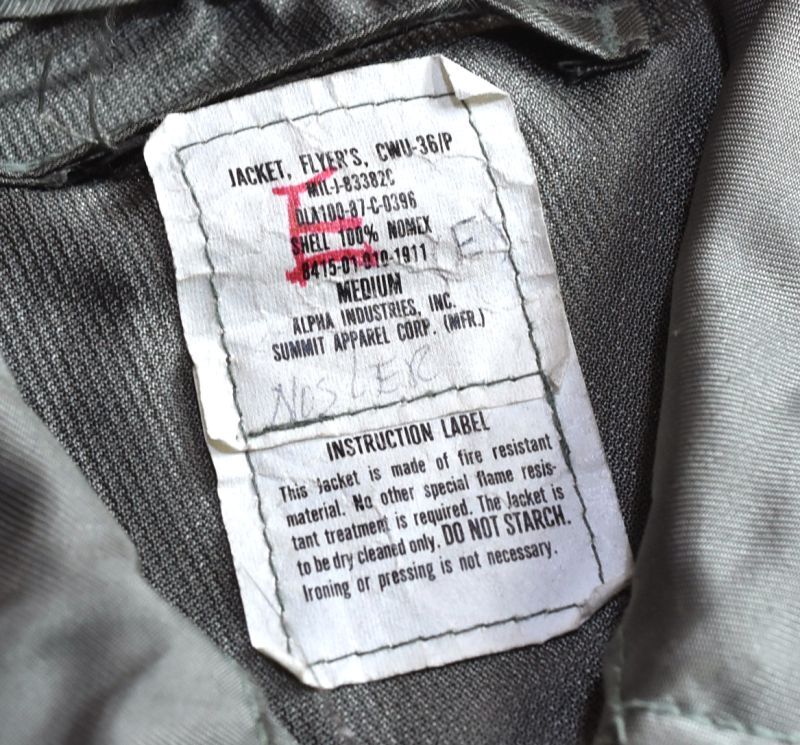 JACKET, FLYER'S, CWU-36/P
MIL-J-83382C
DLA100-87-C-0396
SHELL 100% NOMEX
8415-01-010-1911
MEDIUM
ALPHA INDUSTRIES, INC.
SUMMIT APPAREL CORP. (MFR.)
NOSLER
INSTRUCTION LABEL
This Jacket is made of fire resistant
material. No other special flame resis-
tant treatment is required. The Jacket is
to be dry cleaned only. DO NOT STARCH.
Ironing or pressing is not necessary.